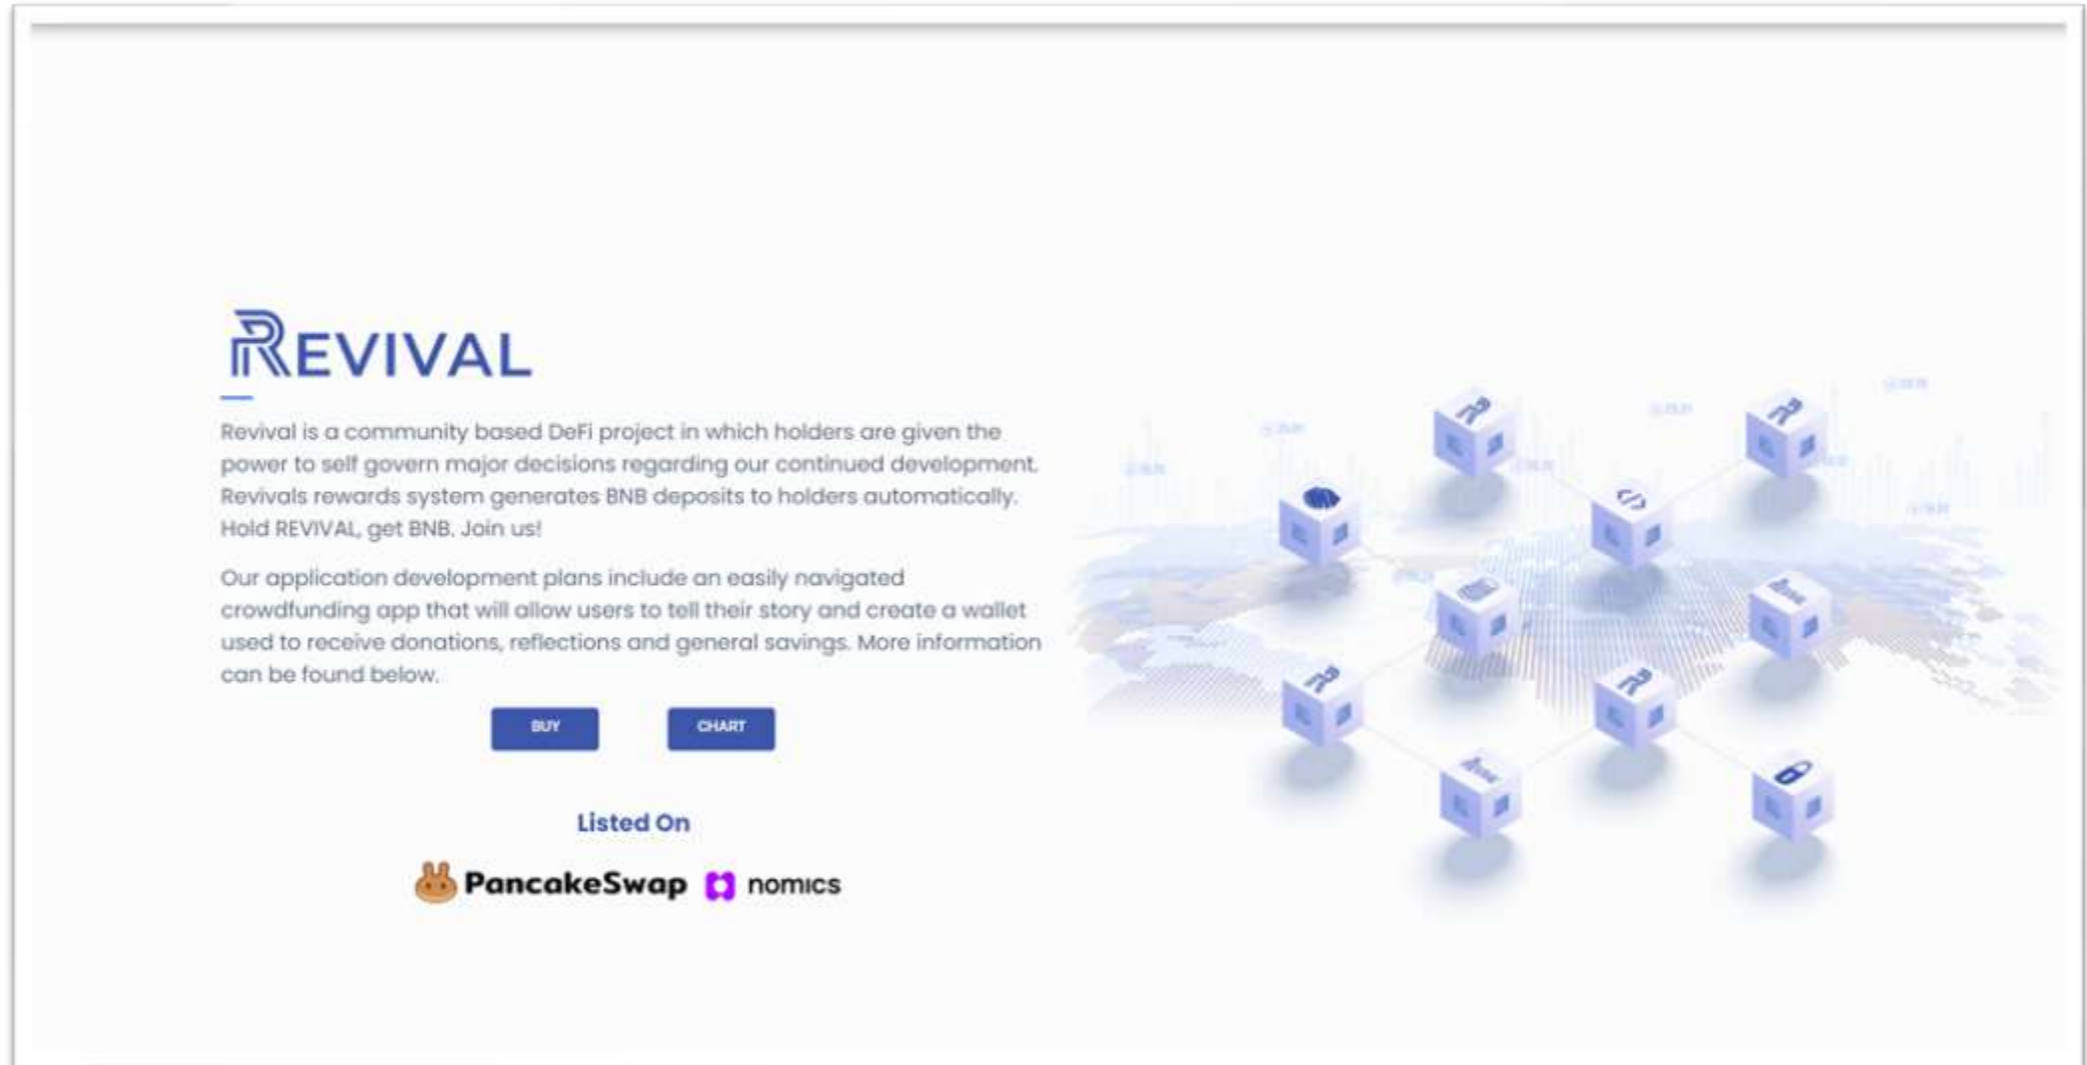 REVIVAL
Revival is a community based DeFi project in which holders are given the
power to self govern major decisions regarding our continued development.
Revivals rewards system generates BNB deposits to holders automatically.
Hold REVIVAL, get BNB. Join us!
Our application development plans include an easily navigated
crowdfunding app that will allow users to tell their story and create a wallet
used to receive donations, reflections and general savings. More information
can be found below.
BUY
CHART
Listed On
PancakeSwap
nomics